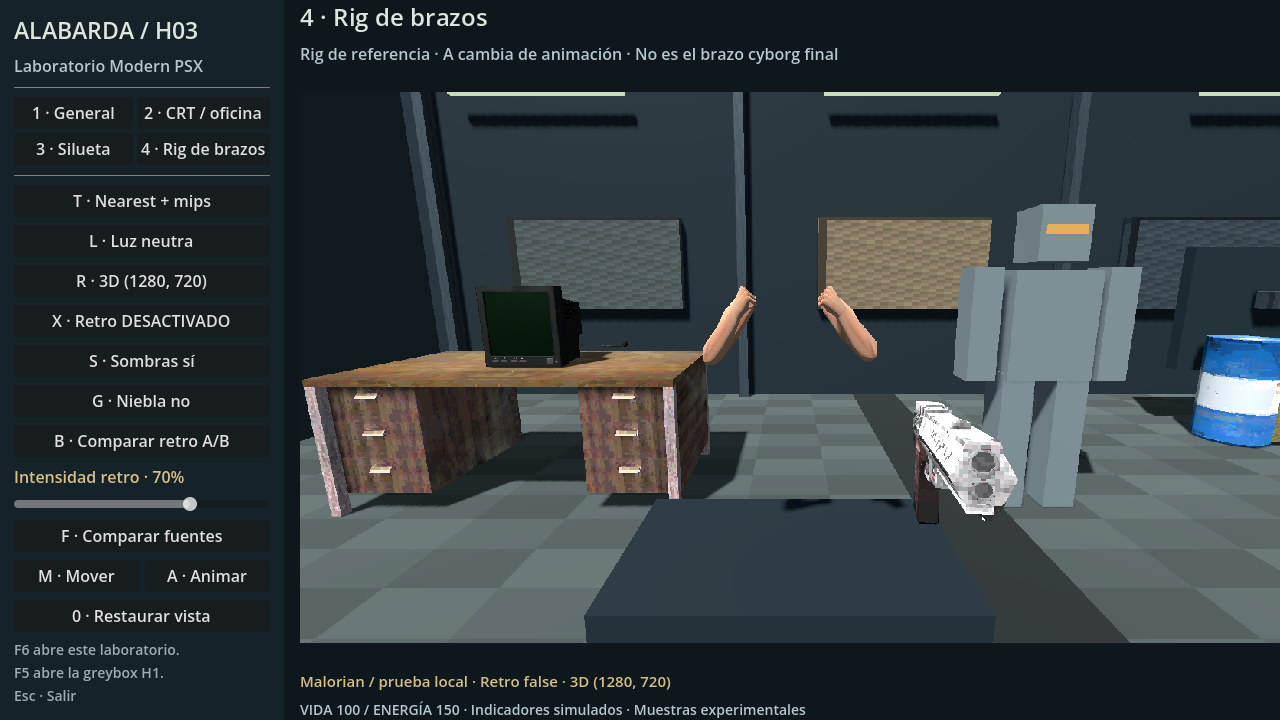 ALABARDA / H03
Laboratorio Modern PSX
1 · General
2 · CRT / oficina
3 · Silueta
4 · Rig de brazos
T · Nearest + mips
L · Luz neutra
R · 3D (1280, 720)
X · Retro DESACTIVADO
S · Sombras sí
G · Niebla no
B · Comparar retro A/B
Intensidad retro · 70%
F · Comparar fuentes
M · Mover
A · Animar
0 · Restaurar vista
F6 abre este laboratorio.
F5 abre la greybox H1.
Esc · Salir
4 · Rig de brazos
Rig de referencia · A cambia de animación · No es el brazo cyborg final
Malorian / prueba local · Retro false · 3D (1280, 720)
VIDA 100 / ENERGÍA 150 · Indicadores simulados · Muestras experimentales